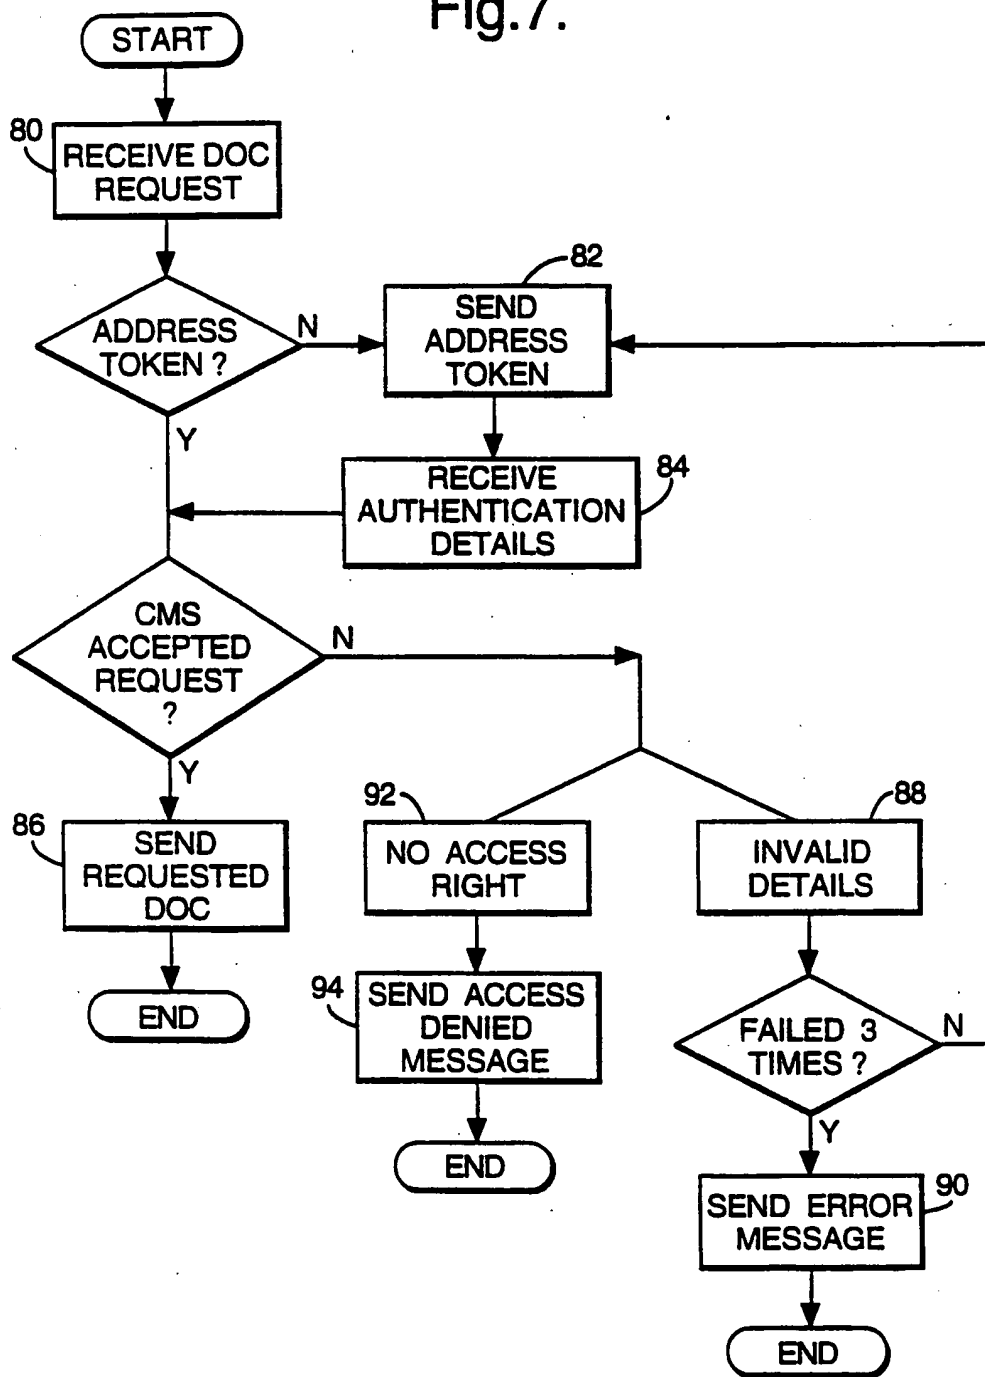 Fig.7.
START
80
RECEIVE DOC
REQUEST
82
SEND
ADDRESS
TOKEN
ADDRESS
TOKEN ?
N
Y
84
RECEIVE
AUTHENTICATION
DETAILS
CMS
ACCEPTED
REQUEST
?
N
Y
86
SEND
REQUESTED
DOC
END
92
NO ACCESS
RIGHT
94
SEND ACCESS
DENIED
MESSAGE
END
88
INVALID
DETAILS
FAILED 3
TIMES ?
N
Y
90
SEND ERROR
MESSAGE
END